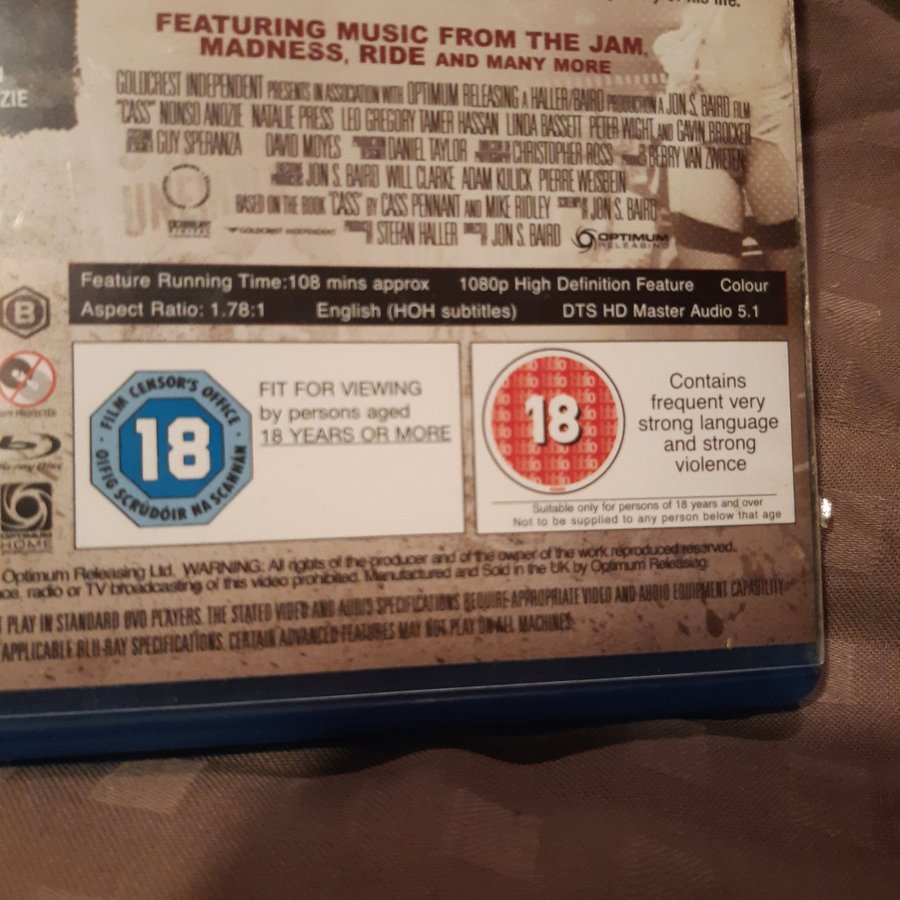 of his life.
FEATURING MUSIC FROM THE JAM,
MADNESS, RIDE AND MANY MORE
ZIE
GOLDCREST INDEPENDENT PRESENTS IN ASSOCIATION WITH OPTIMUM RELEASING A HALLER/BAIRD PRODUCTION A JON S. BAIRD FILM
"CASS" NONSO ANOZIE NATALIE PRESS LEO GREGORY TAMER HASSAN LINDA BASSETT PETER WIGHT AND GAVIN BROCKER
GUY SPERANZA DAVID MOYES DANIEL TAYLOR CHRISTOPHER ROSS BERRY VAN ZWIETEN
JON S. BAIRD WILL CLARKE ADAM KULICK PIERRE WEISBEIN
BASED ON THE BOOK "CASS" BY CASS PENNANT AND MIKE RIDLEY JON S. BAIRD
GOLDCREST INDEPENDENT STEFAN HALLER JON S. BAIRD OPTIMUM RELEASING
Feature Running Time:108 mins approx 1080p High Definition Feature Colour
Aspect Ratio: 1.78:1 English (HOH subtitles) DTS HD Master Audio 5.1
B
FILM CENSOR'S OFFICE
18
OIFIG SCRÚDÓIR NA SCANNÁN
FIT FOR VIEWING
by persons aged
18 YEARS OR MORE
18
Contains
frequent very
strong language
and strong
violence
Suitable only for persons of 18 years and over
Not to be supplied to any person below that age
Blu-ray Disc
OPTIMUM
HOME
Optimum Releasing Ltd. WARNING: All rights of the producer and of the owner of the work reproduced reserved.
radio or TV broadcasting of this video prohibited. Manufactured and Sold in the UK by Optimum Releasing.
PLAY IN STANDARD DVD PLAYERS. THE STATED VIDEO AND AUDIO SPECIFICATIONS REQUIRE APPROPRIATE VIDEO AND AUDIO EQUIPMENT CAPABILITY
APPLICABLE BLU-RAY SPECIFICATIONS. CERTAIN ADVANCED FEATURES MAY NOT PLAY ON ALL MACHINES.